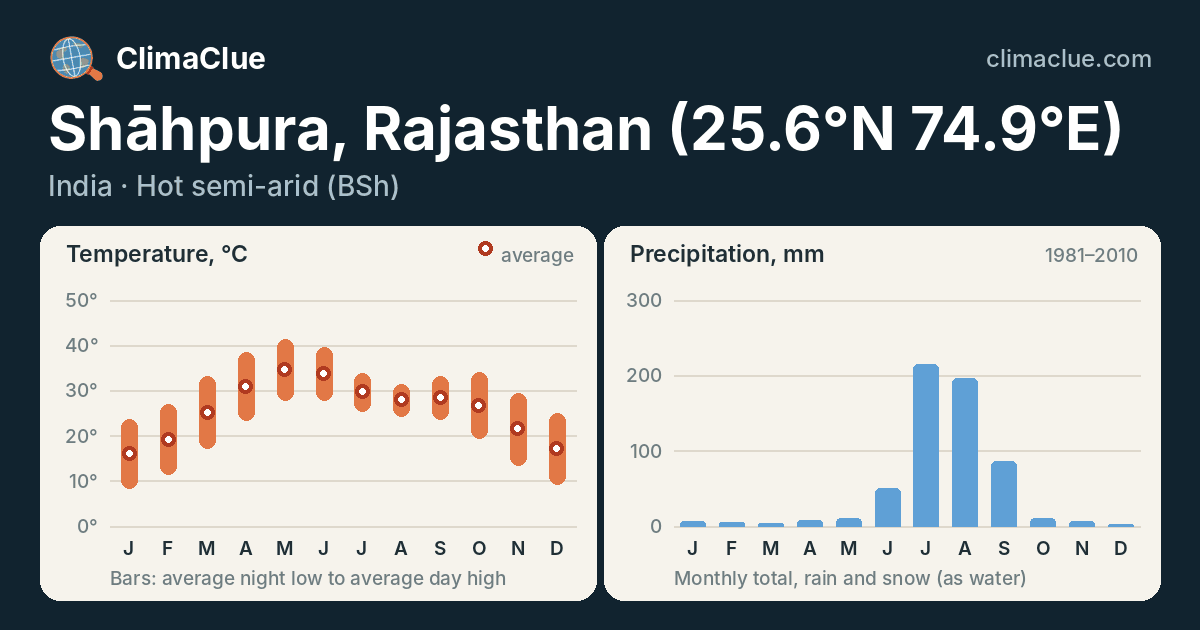 ClimaClue
climaclue.com
Shāhpura, Rajasthan (25.6°N 74.9°E)
India · Hot semi-arid (BSh)
Temperature, °C
average
50°
40°
30°
20°
10°
0°
J F M A M J J A S O N D
Bars: average night low to average day high
Precipitation, mm
1981–2010
300
200
100
0
J F M A M J J A S O N D
Monthly total, rain and snow (as water)